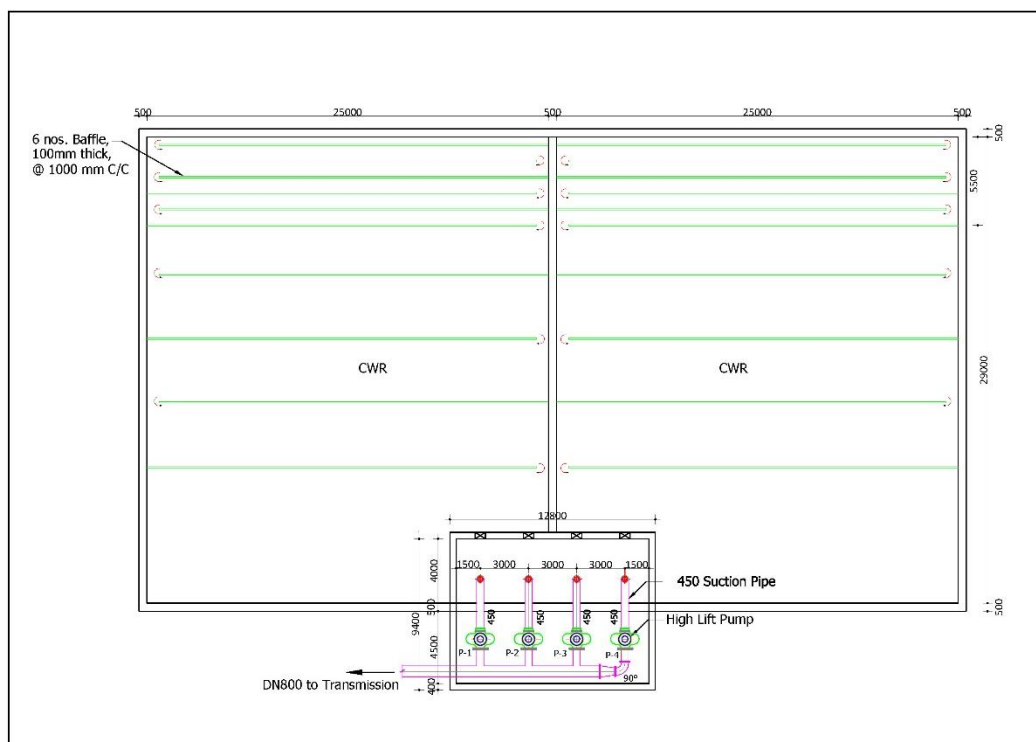 500
25000
500
25000
500
6 nos. Baffle,
100mm thick,
@ 1000 mm C/C
500
5500
CWR
CWR
29000
12800
1500
3000
3000
3000
1500
4000
450 Suction Pipe
500
9400
450
450
450
450
500
High Lift Pump
4500
P-1
P-2
P-3
P-4
90°
DN800 to Transmission
400